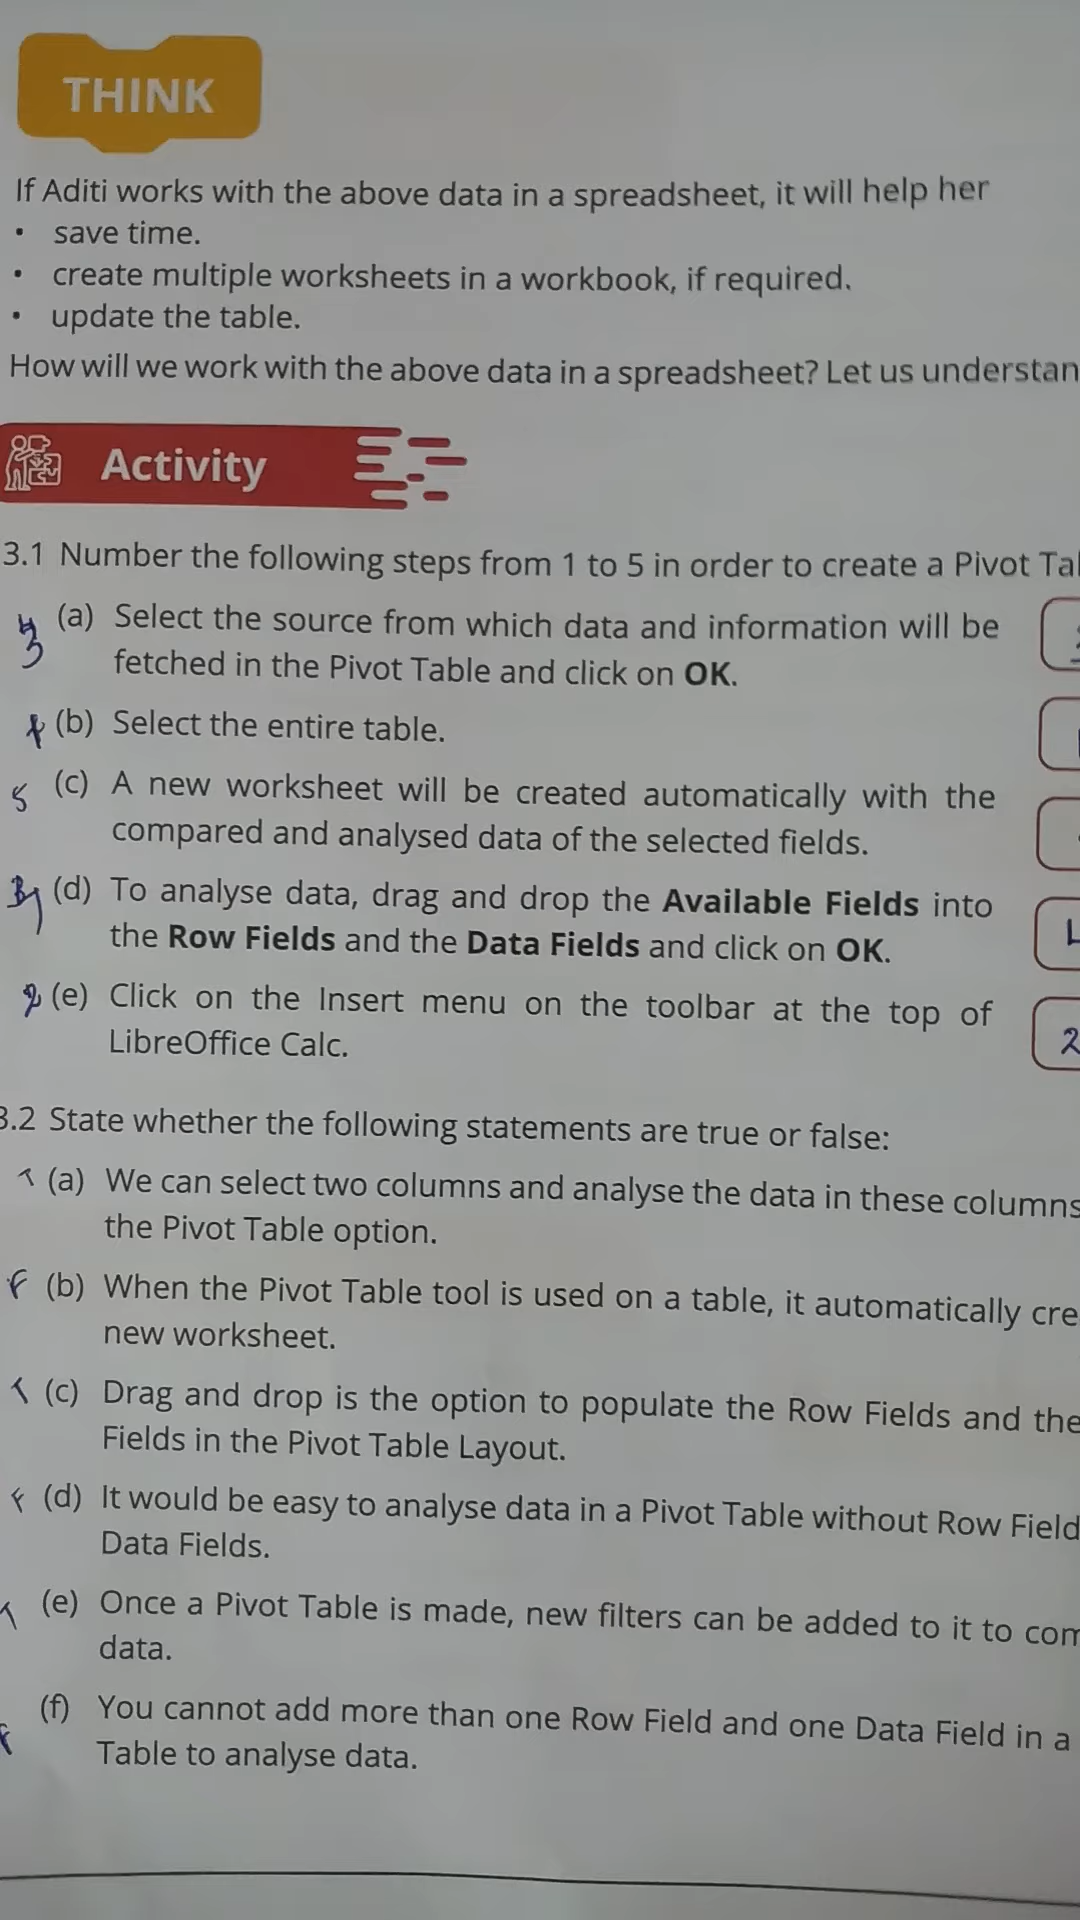 THINK
If Aditi works with the above data in a spreadsheet, it will help her
• save time.
• create multiple worksheets in a workbook, if required.
• update the table.
How will we work with the above data in a spreadsheet? Let us understan
Activity
3.1 Number the following steps from 1 to 5 in order to create a Pivot Ta
(a) Select the source from which data and information will be
fetched in the Pivot Table and click on OK.
(b) Select the entire table.
5 (c) A new worksheet will be created automatically with the
compared and analysed data of the selected fields.
(d) To analyse data, drag and drop the Available Fields into
the Row Fields and the Data Fields and click on OK.
(e) Click on the Insert menu on the toolbar at the top of
LibreOffice Calc. 2
3.2 State whether the following statements are true or false:
T (a) We can select two columns and analyse the data in these columns
the Pivot Table option.
F (b) When the Pivot Table tool is used on a table, it automatically cre
new worksheet.
T (c) Drag and drop is the option to populate the Row Fields and the
Fields in the Pivot Table Layout.
F (d) It would be easy to analyse data in a Pivot Table without Row Field
Data Fields.
T (e) Once a Pivot Table is made, new filters can be added to it to com
data.
F (f) You cannot add more than one Row Field and one Data Field in a
Table to analyse data.